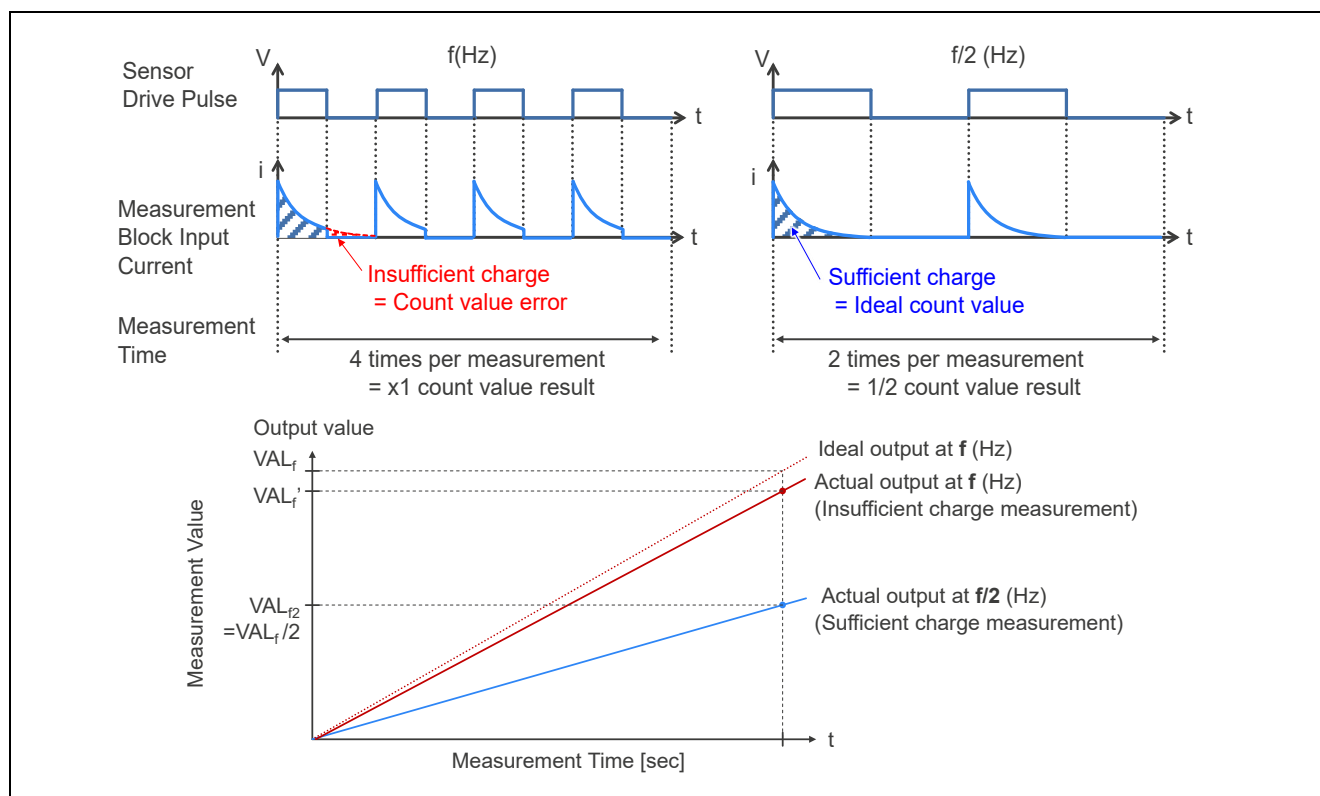 Sensor
Drive Pulse
V
f(Hz)
t
V
f/2 (Hz)
t
Measurement
Block Input
Current
i
t
Insufficient charge
= Count value error
i
t
Sufficient charge
= Ideal count value
Measurement
Time
4 times per measurement
= x1 count value result
2 times per measurement
= 1/2 count value result
Output value
VALf
VALf'
VALf2
=VALf /2
Measurement Value
Ideal output at f (Hz)
Actual output at f (Hz)
(Insufficient charge measurement)
Actual output at f/2 (Hz)
(Sufficient charge measurement)
t
Measurement Time [sec]